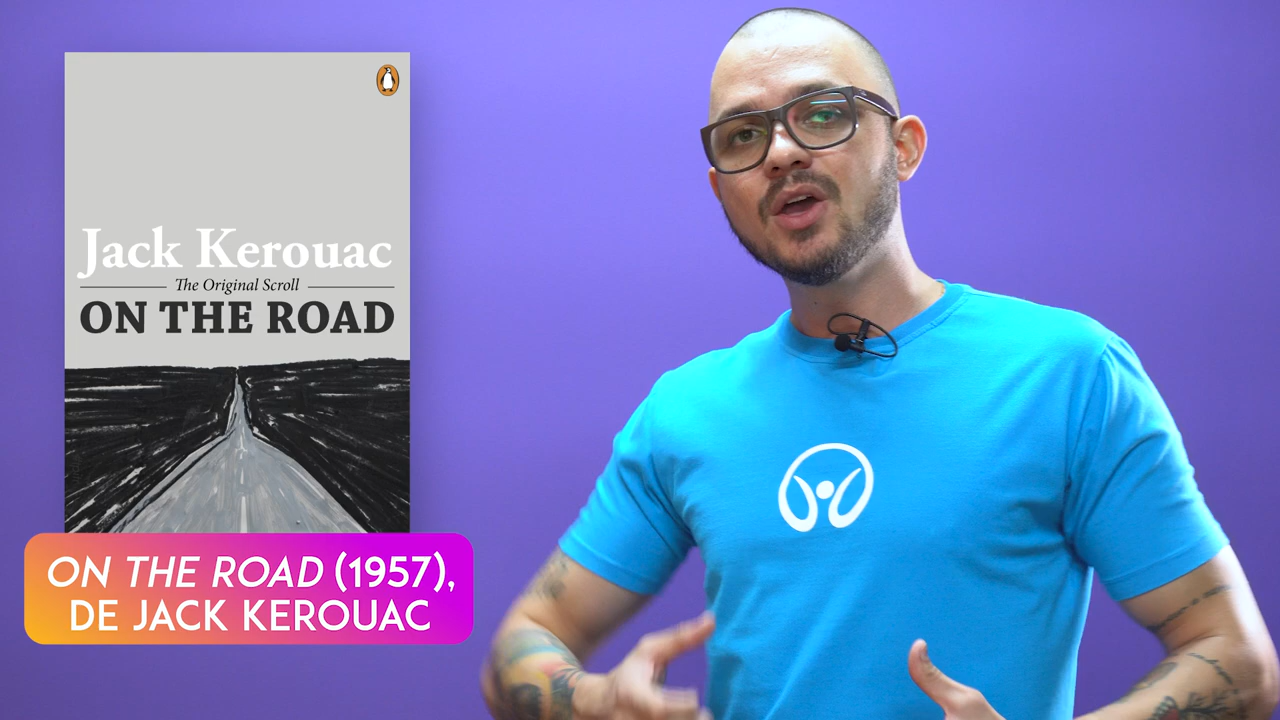 Jack Kerouac
The Original Scroll
ON THE ROAD
ON THE ROAD (1957),
DE JACK KEROUAC